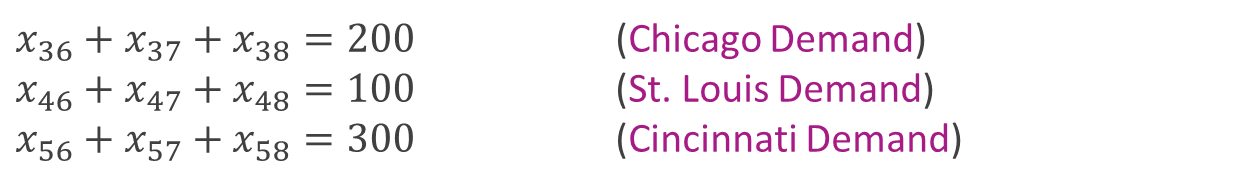 x₃₆ + x₃₇ + x₃₈ = 200 (Chicago Demand)
x₄₆ + x₄₇ + x₄₈ = 100 (St. Louis Demand)
x₅₆ + x₅₇ + x₅₈ = 300 (Cincinnati Demand)